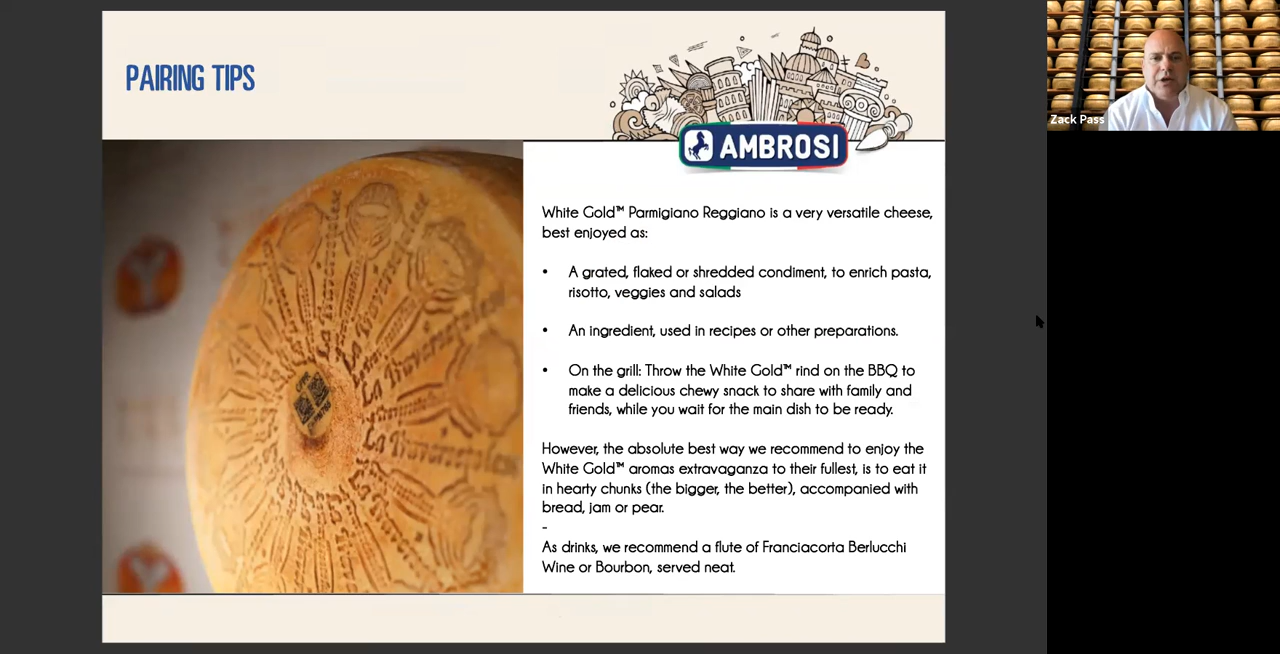 PAIRING TIPS
AMBROSI
Zack Pass
White Gold™ Parmigiano Reggiano is a very versatile cheese,
best enjoyed as:
• A grated, flaked or shredded condiment, to enrich pasta,
risotto, veggies and salads
• An ingredient, used in recipes or other preparations.
• On the grill: Throw the White Gold™ rind on the BBQ to
make a delicious chewy snack to share with family and
friends, while you wait for the main dish to be ready.
However, the absolute best way we recommend to enjoy the
White Gold™ aromas extravaganza to their fullest, is to eat it
in hearty chunks (the bigger, the better), accompanied with
bread, jam or pear.
-
As drinks, we recommend a flute of Franciacorta Berlucchi
Wine or Bourbon, served neat.